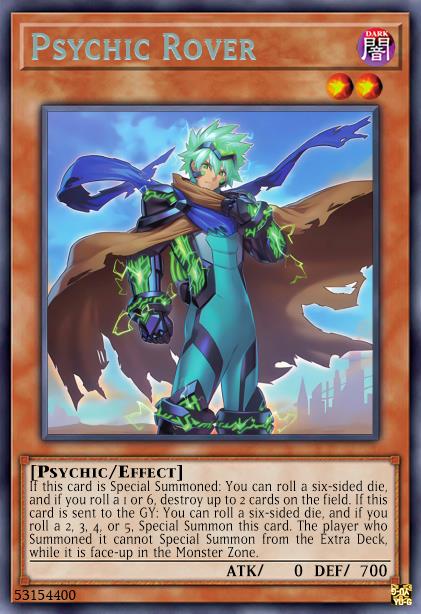 Psychic Rover
DARK
闇
[Psychic/Effect]
If this card is Special Summoned: You can roll a six-sided die,
and if you roll a 1 or 6, destroy up to 2 cards on the field. If this
card is sent to the GY: You can roll a six-sided die, and if you
roll a 2, 3, 4, or 5, Special Summon this card. The player who
Summoned it cannot Special Summon from the Extra Deck,
while it is face-up in the Monster Zone.
ATK/ 0 DEF/ 700
53154400